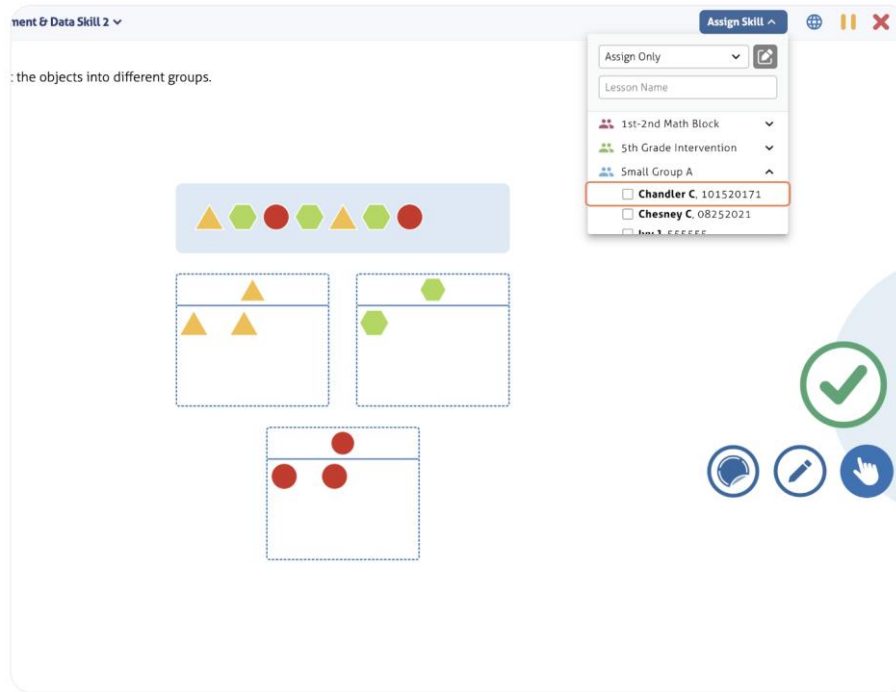 ment & Data Skill 2
Assign Skill
the objects into different groups.
Assign Only
Lesson Name
1st-2nd Math Block
5th Grade Intervention
Small Group A
Chandler C, 101520171
Chesney C, 08252021